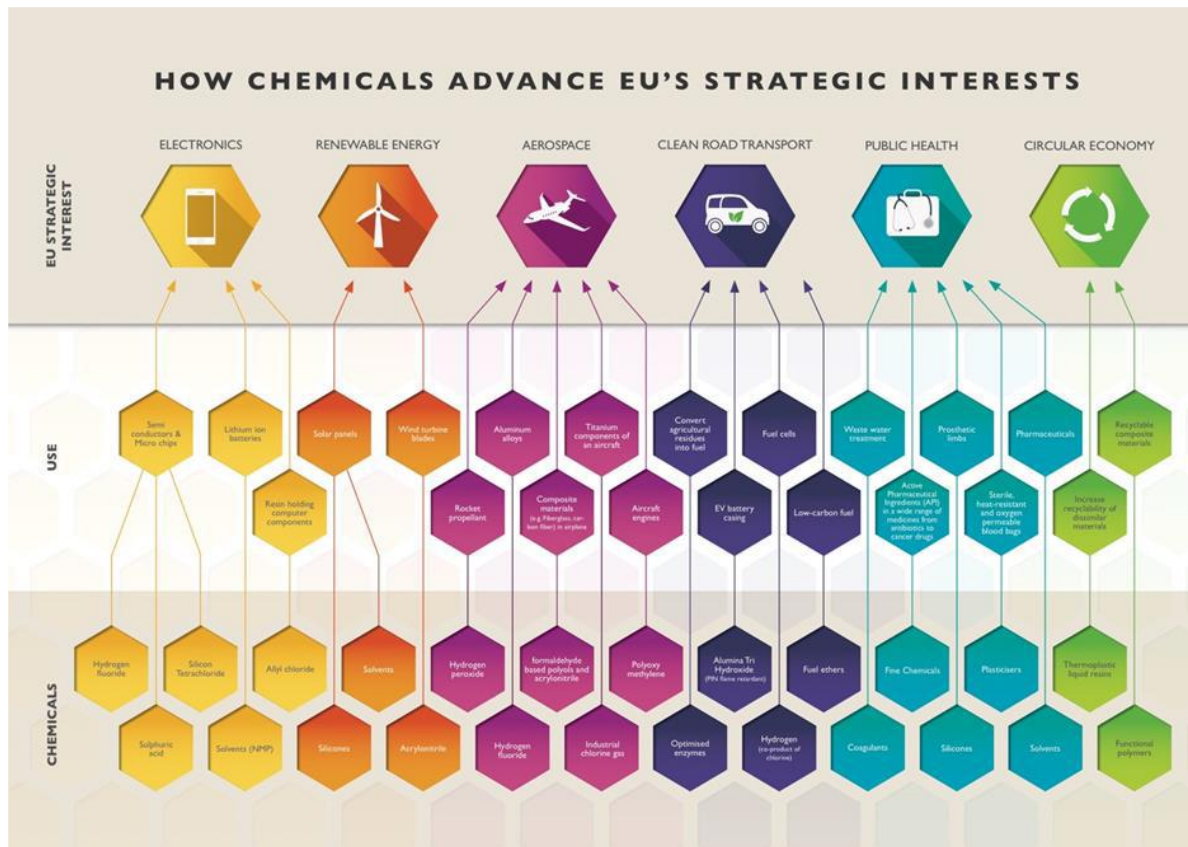 HOW CHEMICALS ADVANCE EU'S STRATEGIC INTERESTS
EU STRATEGIC
INTEREST
ELECTRONICS
RENEWABLE ENERGY
AEROSPACE
CLEAN ROAD TRANSPORT
PUBLIC HEALTH
CIRCULAR ECONOMY
USE
Semi
conductors &
Micro chips
Lithium ion
batteries
Solar panels
Wind turbine
blades
Aluminum
alloys
Titanium
components of
an aircraft
Convert
agricultural
residues
into fuel
Fuel cells
Waste water
treatment
Prosthetic
limbs
Pharmaceuticals
Recyclable
composite
materials
Resin holding
computer
components
Rocket
propellant
Composite
materials
(e.g. Fiberglass, car-
bon fiber) in airplane
Aircraft
engines
EV battery
casing
Low-carbon fuel
Active
Pharmaceutical
Ingredients (API)
in a wide range of
medicines from
antibiotics to
cancer drugs
Sterile,
heat-resistant
and oxygen
permeable
blood bags
Increase
recyclability of
dissimilar
materials
CHEMICALS
Hydrogen
fluoride
Silicon
Tetrachloride
Allyl chloride
Solvents
Hydrogen
peroxide
formaldehyde
based polyols and
acrylonitrile
Polyoxy
methylene
Alumina Tri
Hydroxide
(PIN flame retardant)
Fuel ethers
Fine Chemicals
Plasticisers
Thermoplastic
liquid resins
Sulphuric
acid
Solvents (NMP)
Silicones
Acrylonitrile
Hydrogen
fluoride
Industrial
chlorine gas
Optimised
enzymes
Hydrogen
(co-product of
chlorine)
Coagulants
Silicones
Solvents
Functional
polymers